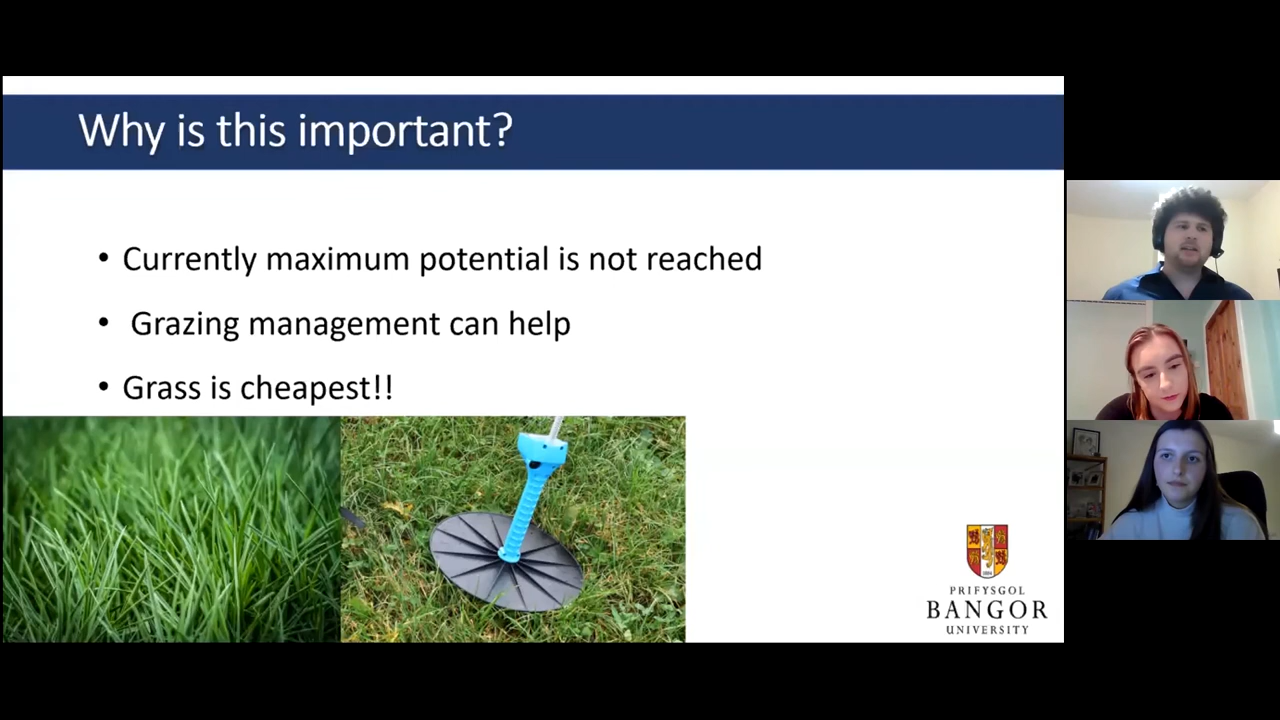 Why is this important?
• Currently maximum potential is not reached
• Grazing management can help
• Grass is cheapest!!
PRIFYSGOL
BANGOR
UNIVERSITY